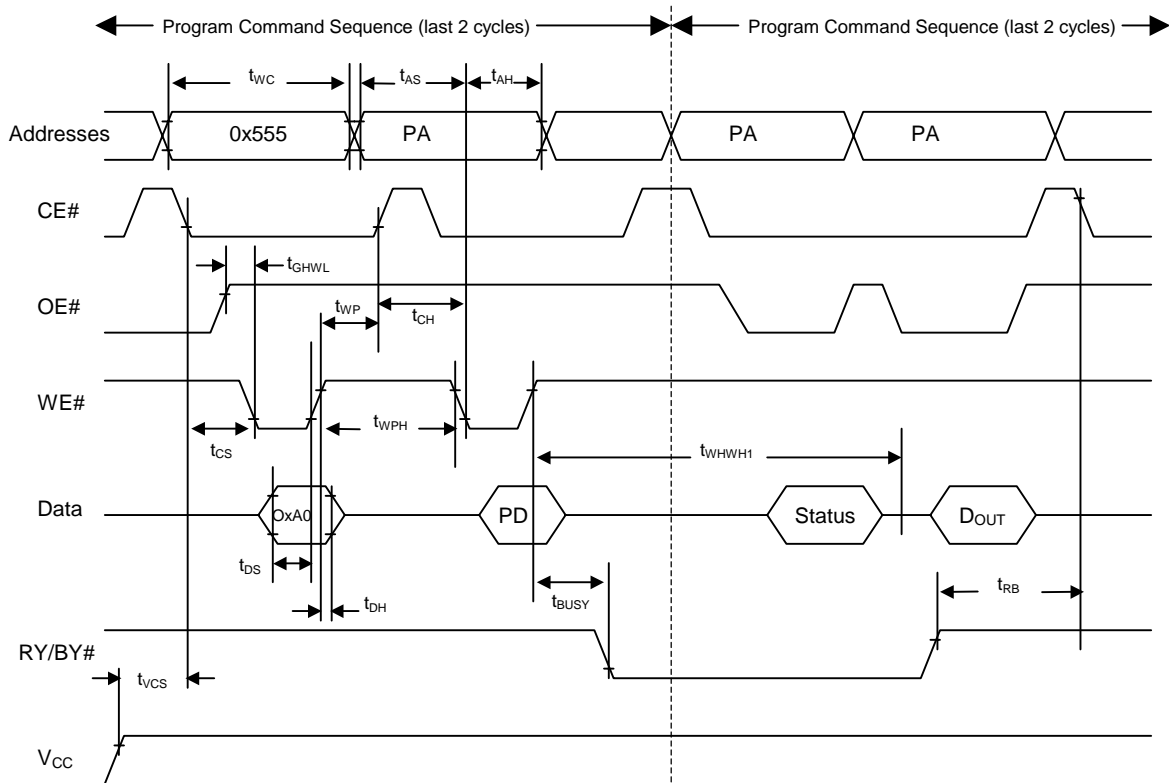 Program Command Sequence (last 2 cycles) Program Command Sequence (last 2 cycles)
tWC tAS tAH
Addresses 0x555 PA PA PA
CE#
tGHWL
OE# tWP tCH
WE#
tCS tWPH tWHWH1
Data OxA0 PD Status DOUT
tDS tDH tBUSY tRB
RY/BY#
tVCS
VCC